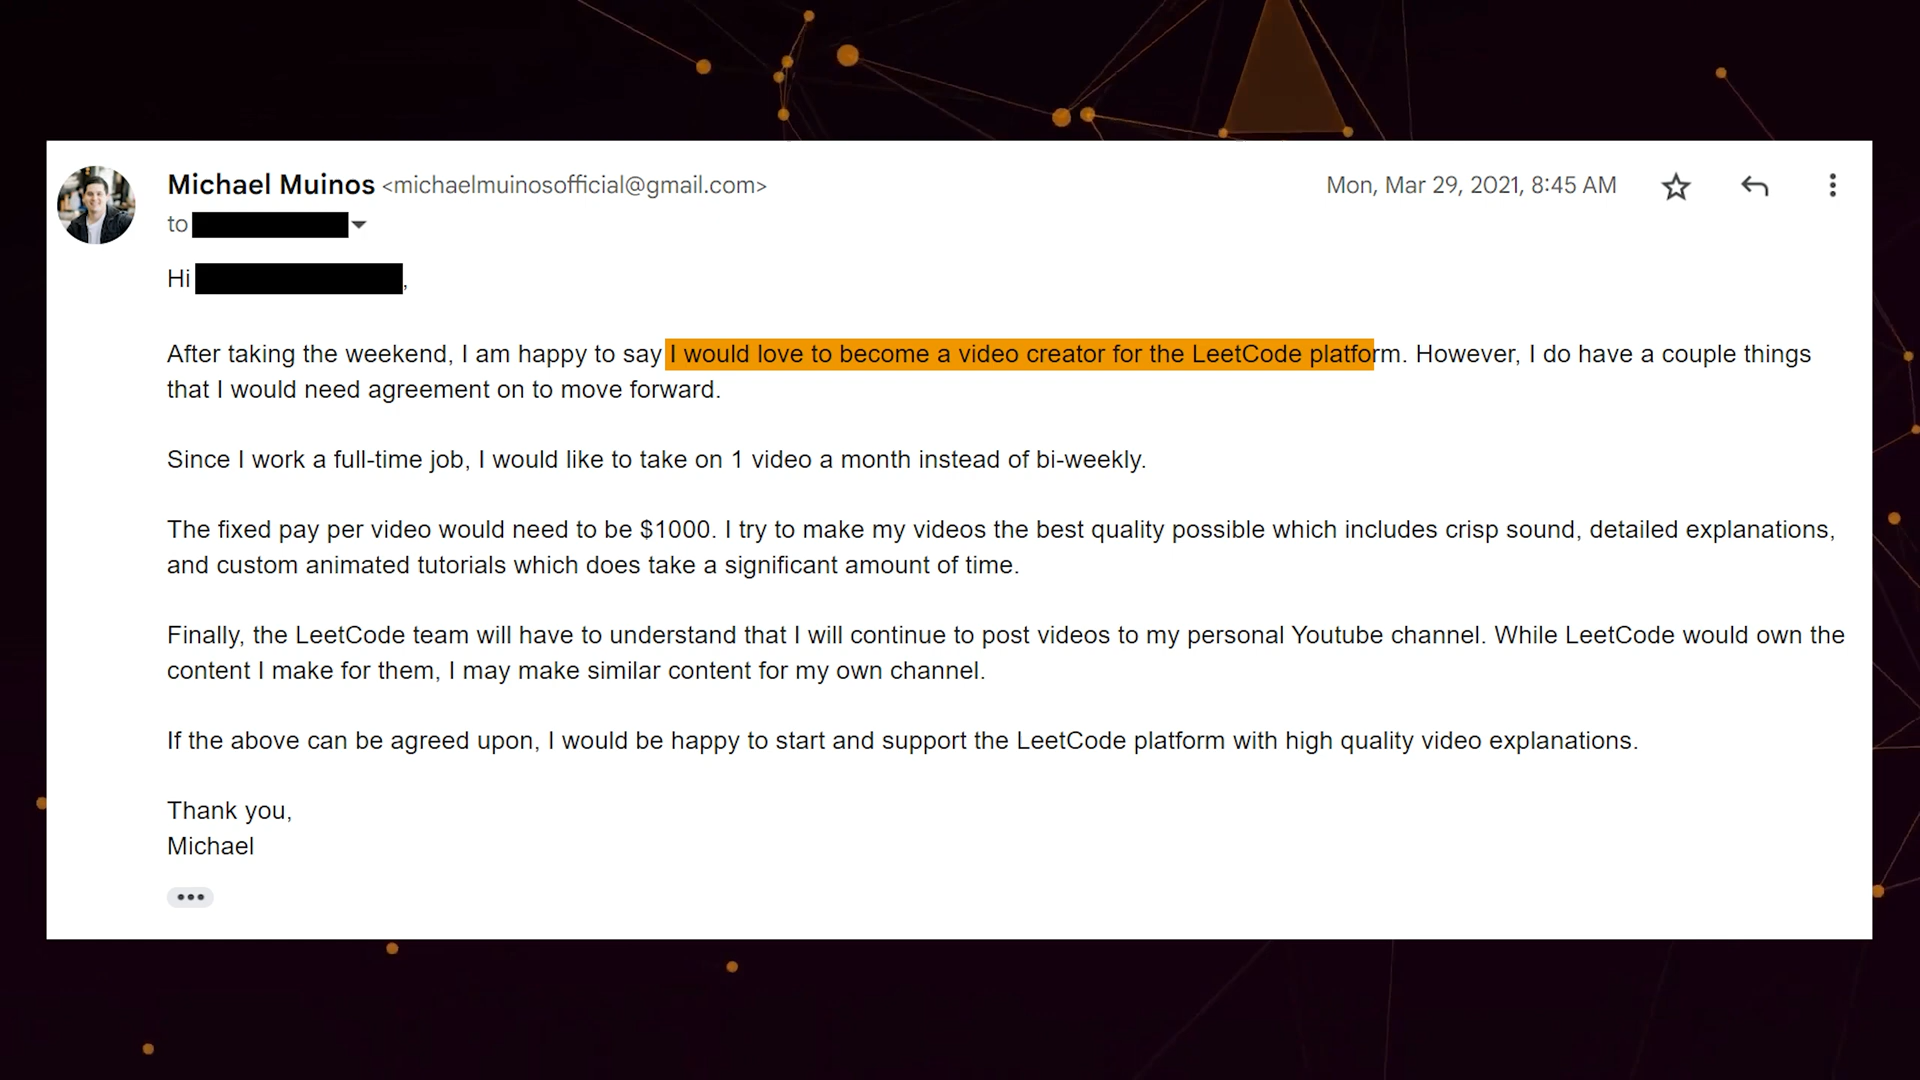 Michael Muinos <michaelmuinosofficial@gmail.com> Mon, Mar 29, 2021, 8:45 AM
to
Hi ,
After taking the weekend, I am happy to say I would love to become a video creator for the LeetCode platform. However, I do have a couple things
that I would need agreement on to move forward.
Since I work a full-time job, I would like to take on 1 video a month instead of bi-weekly.
The fixed pay per video would need to be $1000. I try to make my videos the best quality possible which includes crisp sound, detailed explanations,
and custom animated tutorials which does take a significant amount of time.
Finally, the LeetCode team will have to understand that I will continue to post videos to my personal Youtube channel. While LeetCode would own the
content I make for them, I may make similar content for my own channel.
If the above can be agreed upon, I would be happy to start and support the LeetCode platform with high quality video explanations.
Thank you,
Michael